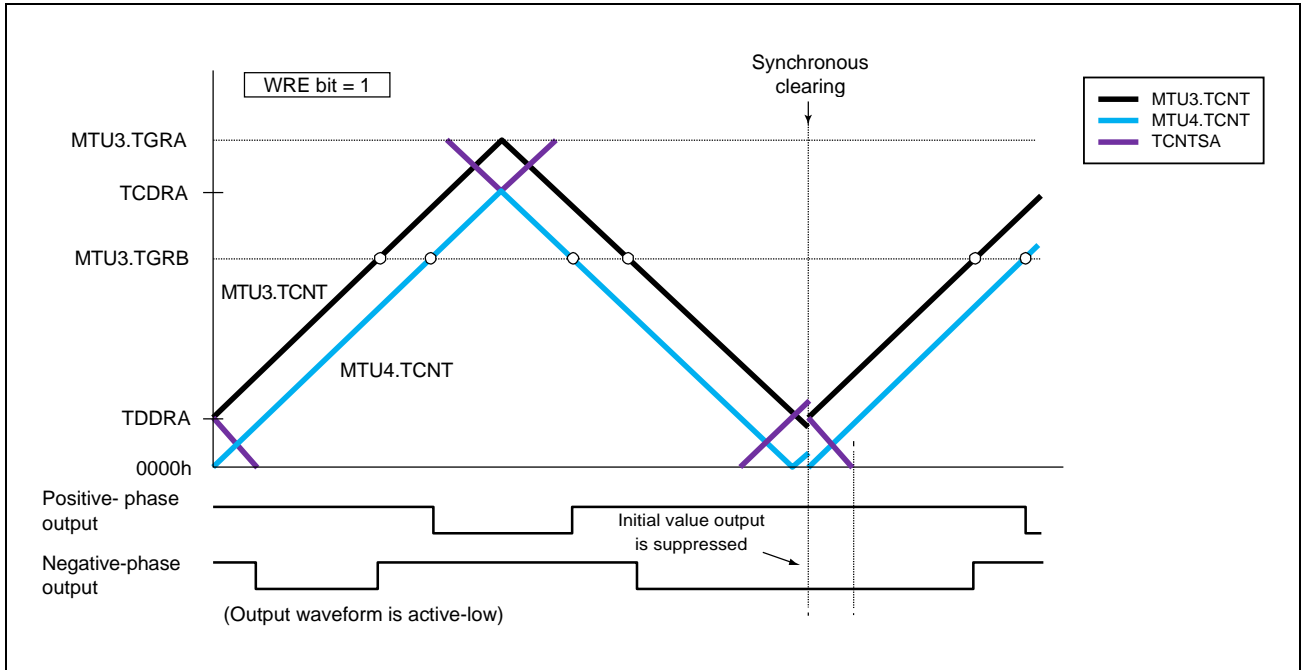 WRE bit = 1
Synchronous
clearing
MTU3.TCNT
MTU4.TCNT
TCNTSA
MTU3.TGRA
TCDRA
MTU3.TGRB
MTU3.TCNT
MTU4.TCNT
TDDRA
0000h
Positive- phase
output
Initial value output
is suppressed
Negative-phase
output
(Output waveform is active-low)